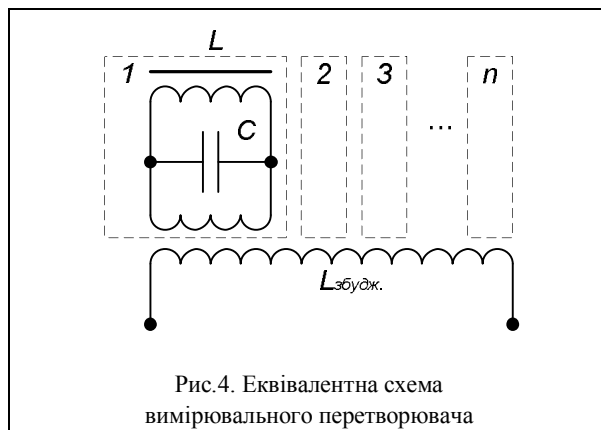 L
1
2
3
n
C
...
Lзбудж.
Рис.4. Еквівалентна схема
вимірювального перетворювача